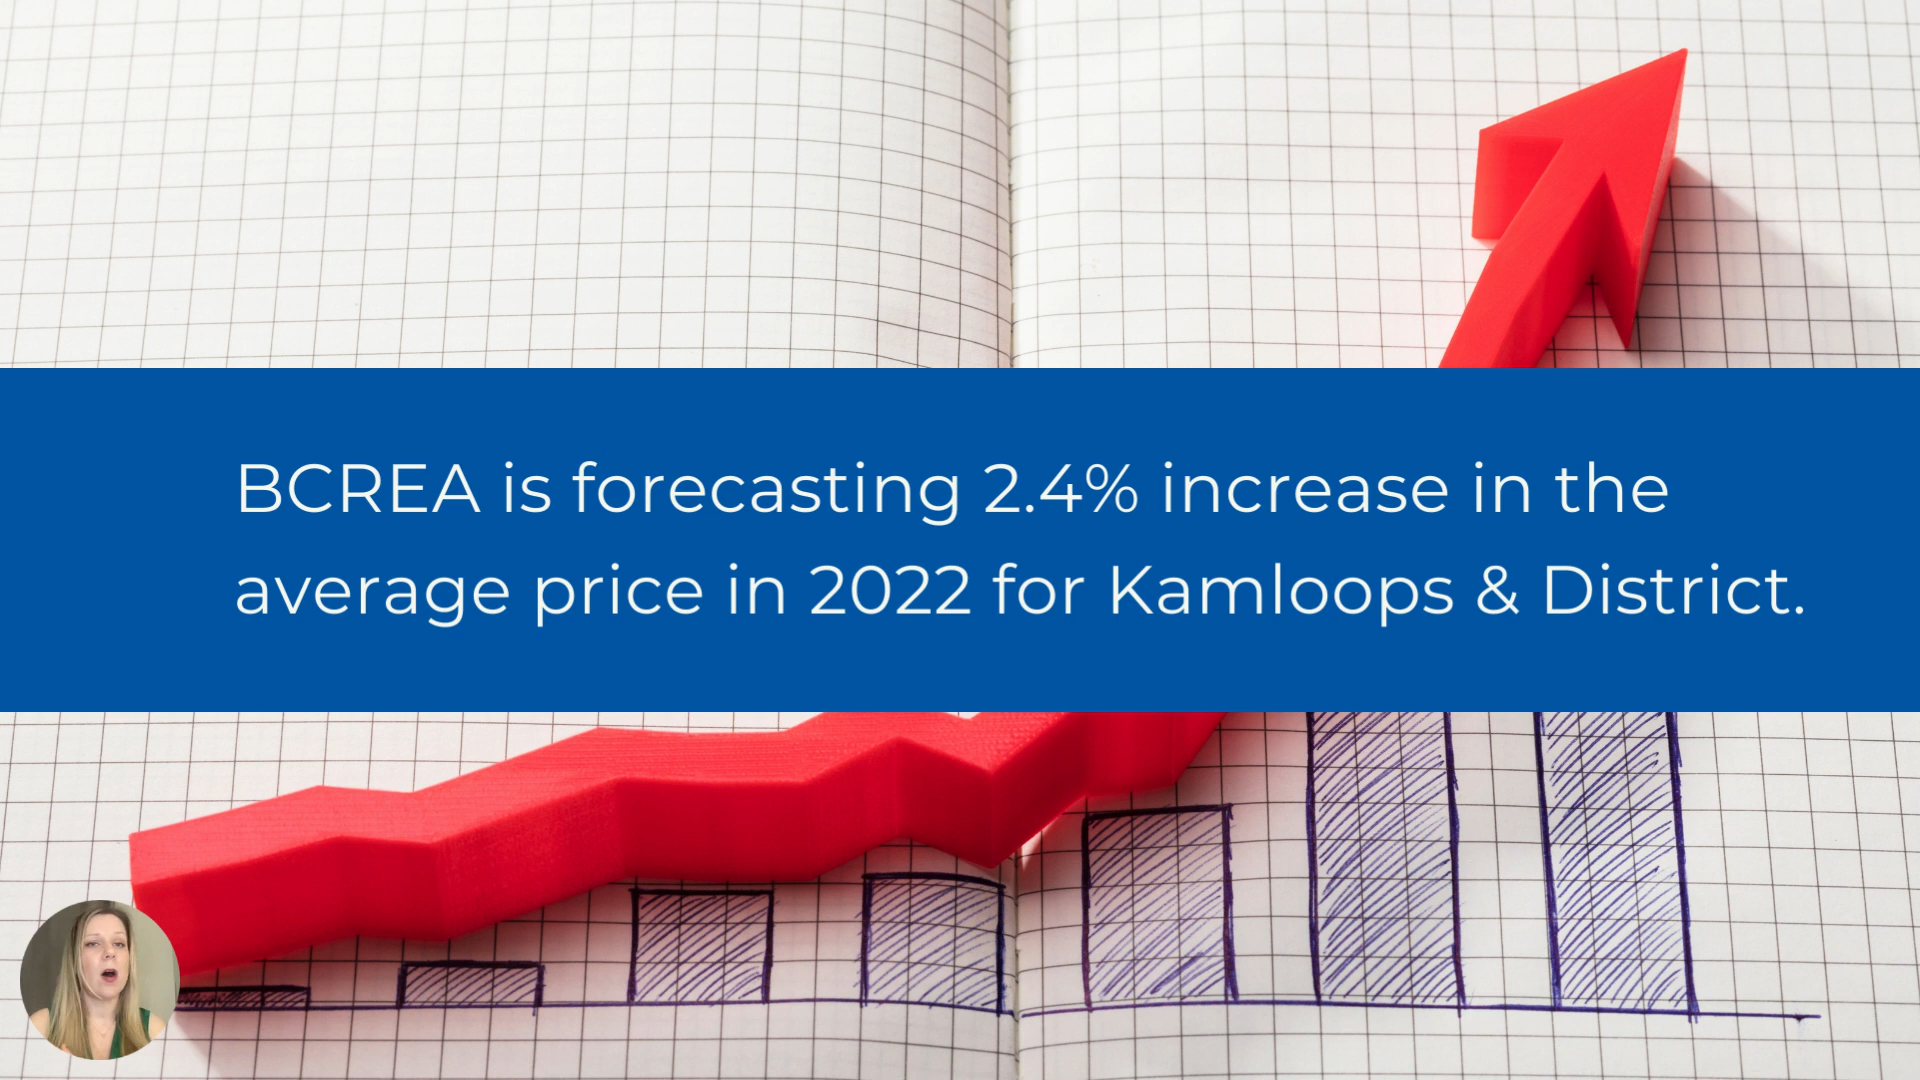 BCREA is forecasting 2.4% increase in the
average price in 2022 for Kamloops & District.